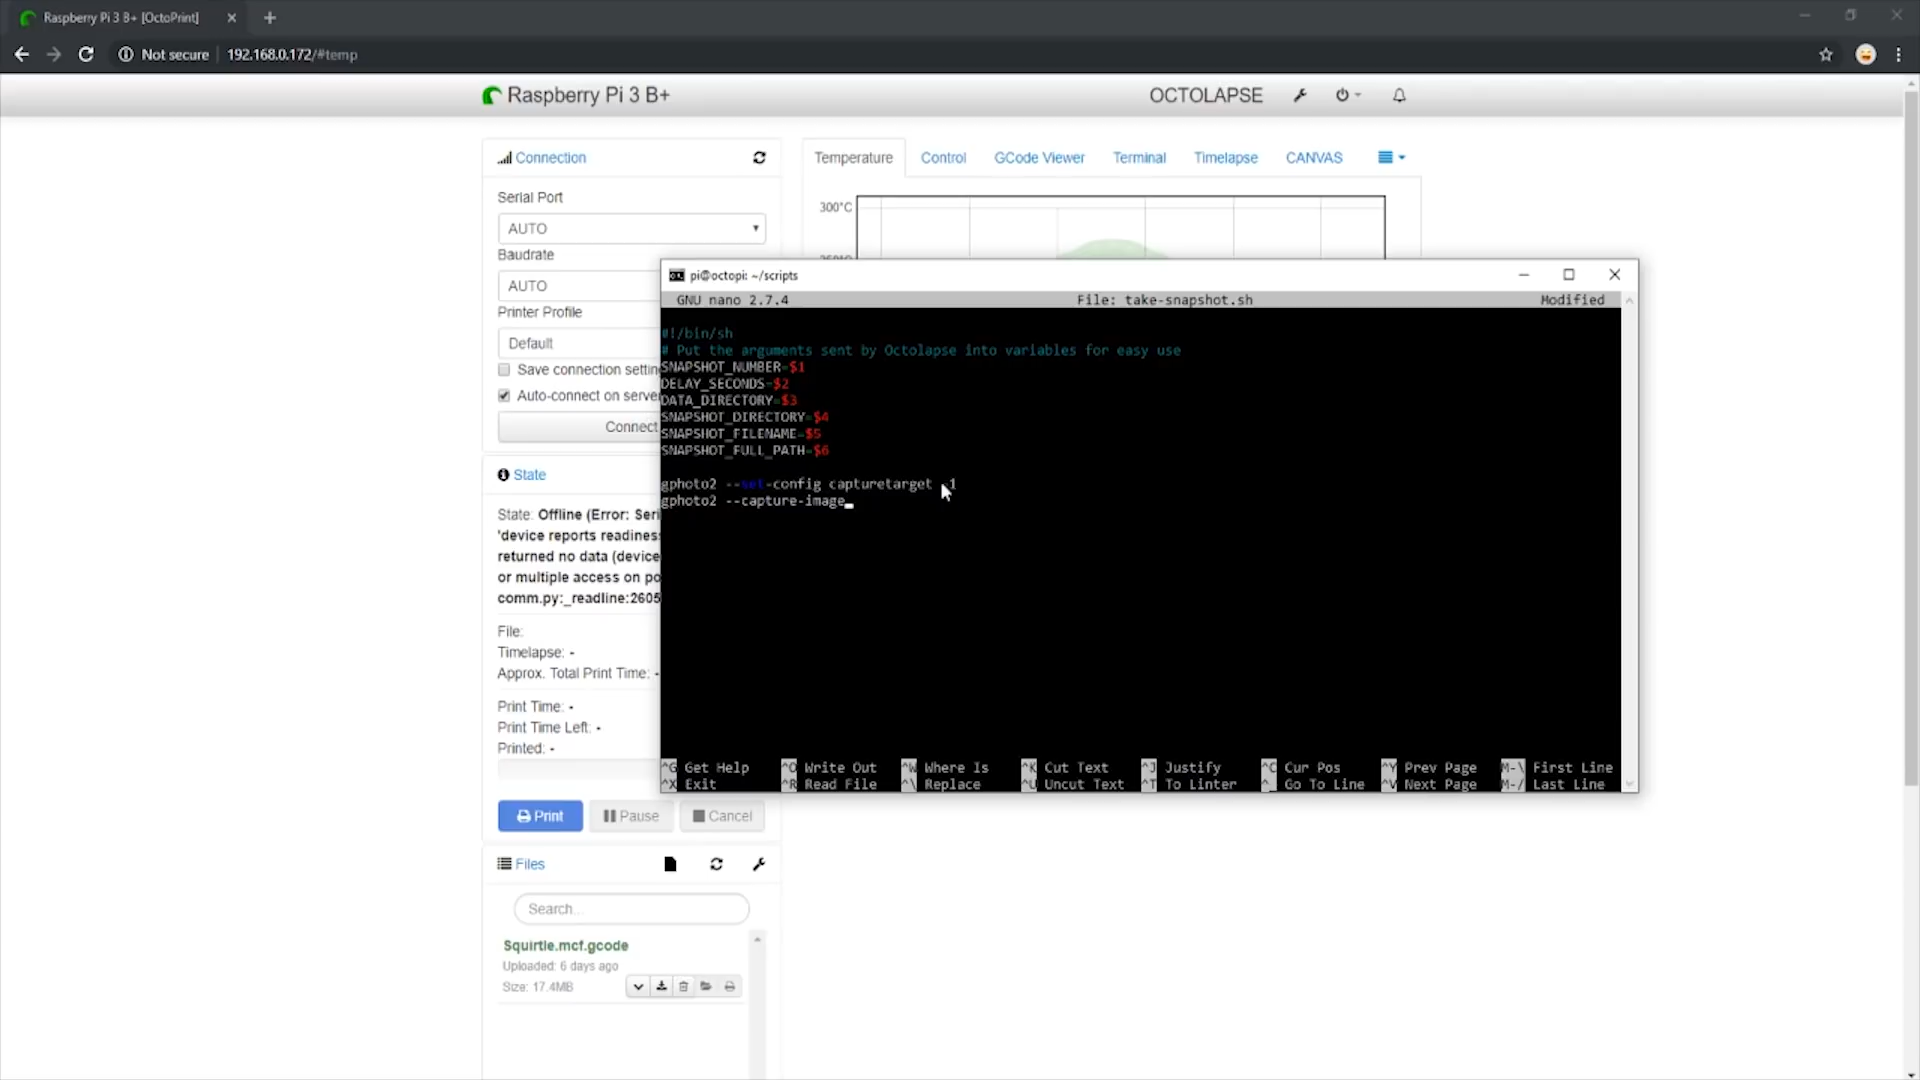 Raspberry Pi 3 B+ [OctoPrint]
Not secure
192.168.0.172/#temp
Raspberry Pi 3 B+
OCTOLAPSE
Connection
Serial Port
AUTO
Baudrate
AUTO
Printer Profile
Default
Save connection settin
Auto-connect on serve
Connect
State
State: Offline (Error: Seri
'device reports readiness
returned no data (device
or multiple access on po
comm.py:_readline:2605
File:
Timelapse: -
Approx. Total Print Time: -
Print Time: -
Print Time Left: -
Printed: -
Print
Pause
Cancel
Files
Search...
Squirtle.mcf.gcode
Uploaded: 6 days ago
Size: 17.4MB
Temperature
Control
GCode Viewer
Terminal
Timelapse
CANVAS
300°C
pi@octopi: ~/scripts
GNU nano 2.7.4
File: take-snapshot.sh
Modified
#!/bin/sh
# Put the arguments sent by Octolapse into variables for easy use
SNAPSHOT_NUMBER=$1
DELAY_SECONDS=$2
DATA_DIRECTORY=$3
SNAPSHOT_DIRECTORY=$4
SNAPSHOT_FILENAME=$5
SNAPSHOT_FULL_PATH=$6
gphoto2 --set-config capturetarget 1
gphoto2 --capture-image
^G Get Help ^O Write Out ^W Where Is ^K Cut Text ^J Justify ^C Cur Pos ^Y Prev Page M-\ First Line
^X Exit ^R Read File ^\ Replace ^U Uncut Text ^T To Linter ^_ Go To Line ^V Next Page M-/ Last Line